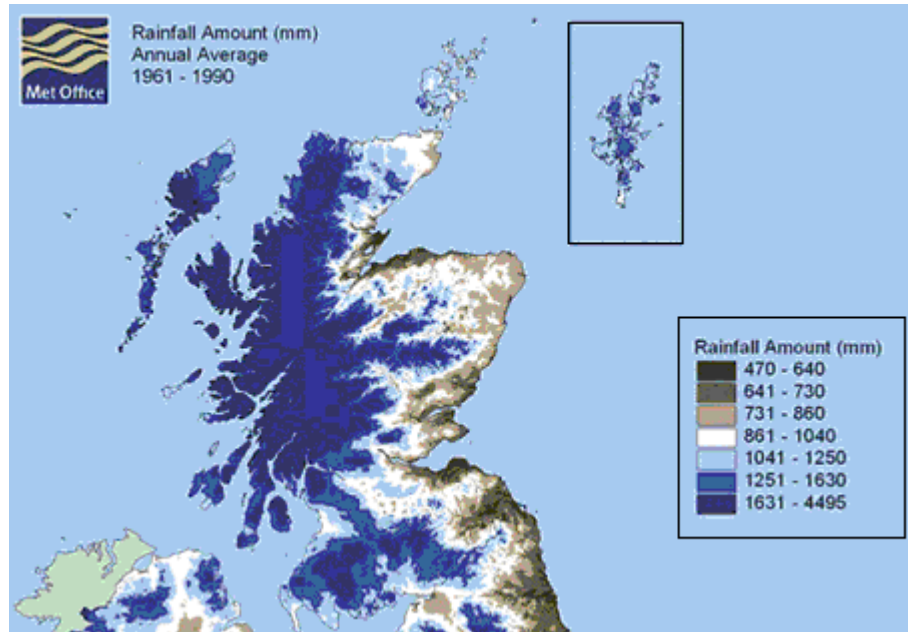 Met Office
Rainfall Amount (mm)
Annual Average
1961 - 1990
Rainfall Amount (mm)
470 - 640
641 - 730
731 - 860
861 - 1040
1041 - 1250
1251 - 1630
1631 - 4495